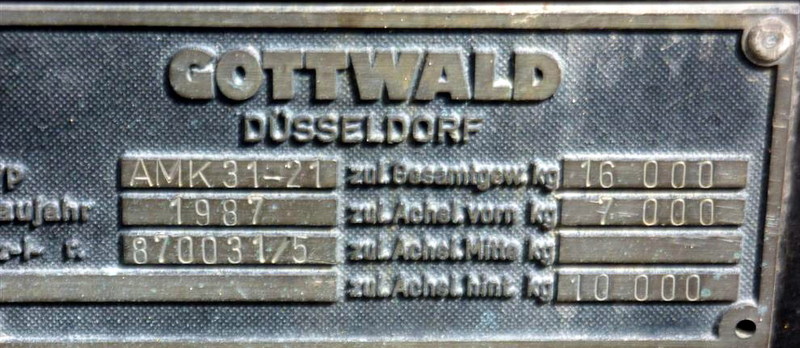 GOTTWALD
DÜSSELDORF
yp AMK 31-21 zul. Gesamtgew. kg 16 000
aujahr 1987 zul. Achsl. vorn kg 7 000
870031/5 zul. Achsl. Mitte kg
zul. Achsl. hint. kg 10 000